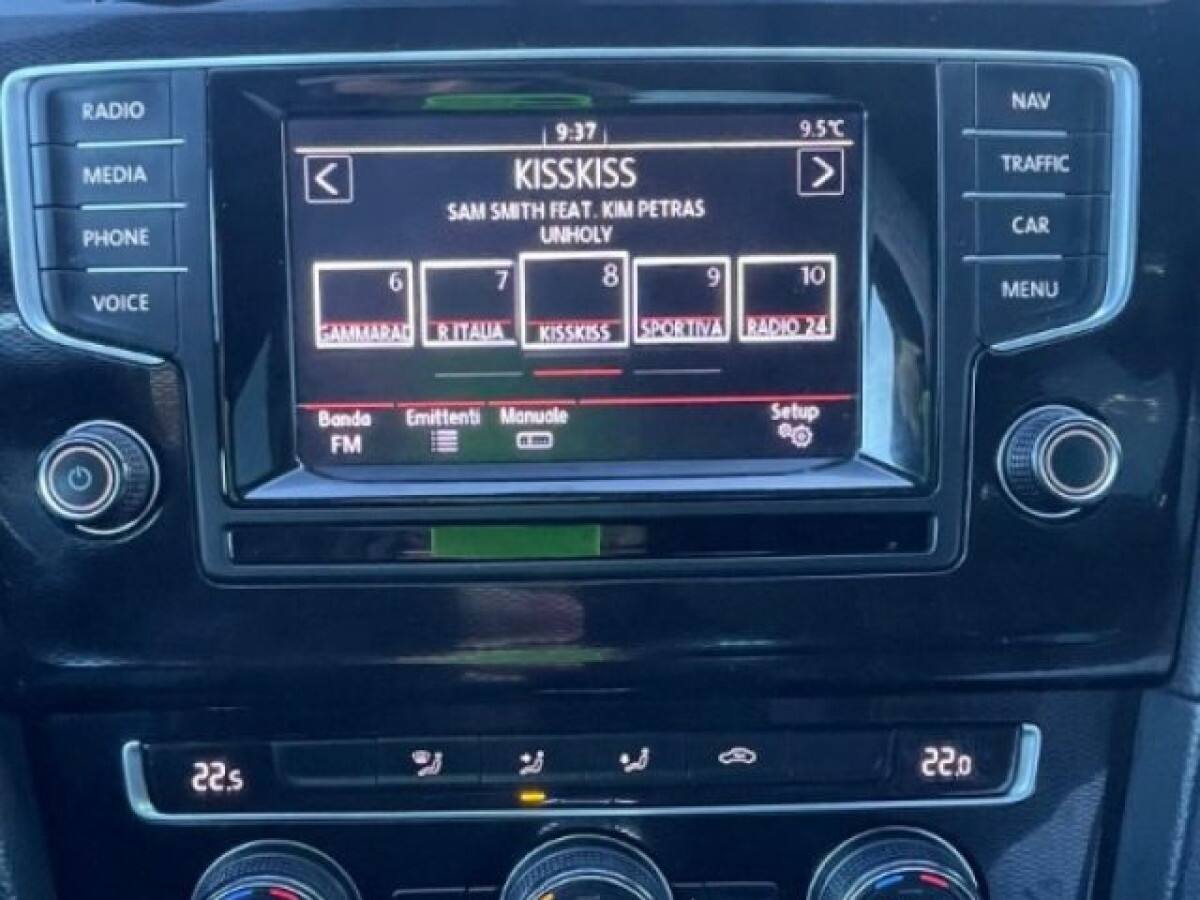 RADIO
MEDIA
PHONE
VOICE
9:37
9.5°C
<
KISSKISS
>
SAM SMITH FEAT. KIM PETRAS
UNHOLY
6
7
8
9
10
GAMMARAD
R ITALIA
KISSKISS
SPORTIVA
RADIO 24
Banda
FM
Emittenti
Manuale
Setup
NAV
TRAFFIC
CAR
MENU
22.5
22.0